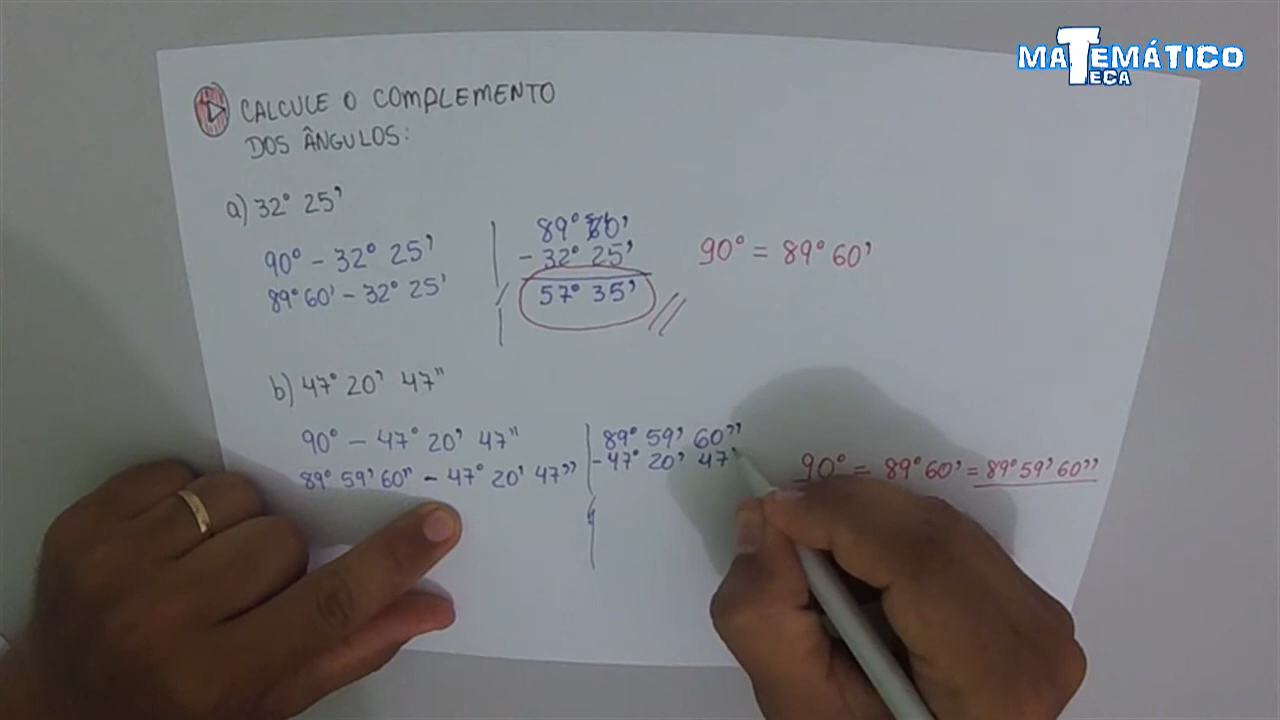 MATEMÁTICO
TECA
CALCULE O COMPLEMENTO
DOS ÂNGULOS:
a) 32° 25'
90° - 32° 25'
89° 60' - 32° 25'
89° 60'
- 32° 25'
57° 35'
90° = 89° 60'
b) 47° 20' 47"
90° - 47° 20' 47"
89° 59' 60" - 47° 20' 47"
89° 59' 60"
- 47° 20' 47'
90° = 89° 60' = 89° 59' 60"